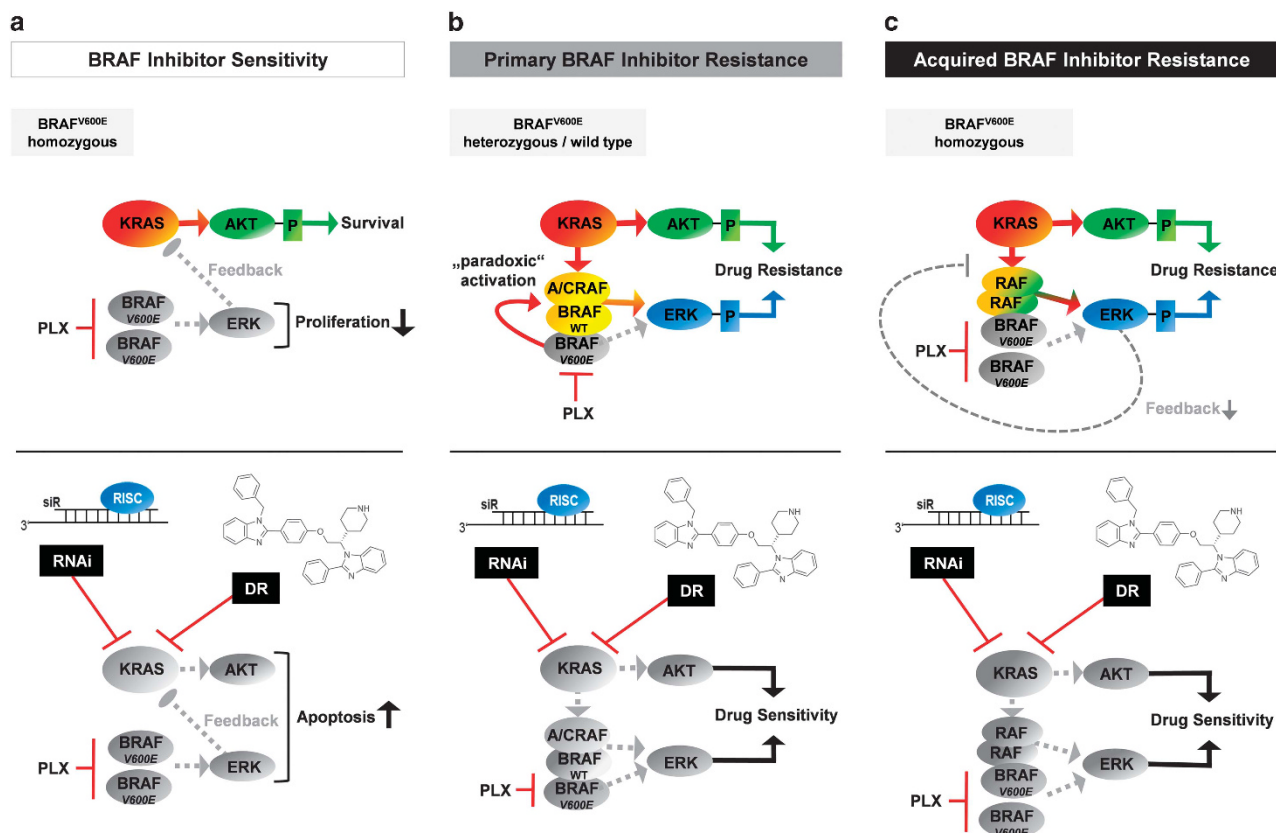 a
BRAF Inhibitor Sensitivity
BRAFV600E
homozygous
KRAS
AKT
P
Survival
Feedback
PLX
BRAF
V600E
BRAF
V600E
ERK
Proliferation
siR
RISC
3'
RNAi
DR
N
N
O
NH
N
N
KRAS
AKT
Feedback
Apoptosis
PLX
BRAF
V600E
BRAF
V600E
ERK
b
Primary BRAF Inhibitor Resistance
BRAFV600E
heterozygous / wild type
KRAS
AKT
P
„paradoxic“
activation
Drug Resistance
A/CRAF
BRAF
WT
BRAF
V600E
ERK
P
PLX
siR
RISC
3'
RNAi
DR
N
N
O
NH
N
N
KRAS
AKT
Drug Sensitivity
A/CRAF
BRAF
WT
BRAF
V600E
ERK
PLX
c
Acquired BRAF Inhibitor Resistance
BRAFV600E
homozygous
KRAS
AKT
P
Drug Resistance
RAF
RAF
BRAF
V600E
BRAF
V600E
ERK
P
PLX
Feedback
siR
RISC
3'
RNAi
DR
N
N
O
NH
N
N
KRAS
AKT
Drug Sensitivity
RAF
RAF
BRAF
V600E
BRAF
V600E
ERK
PLX